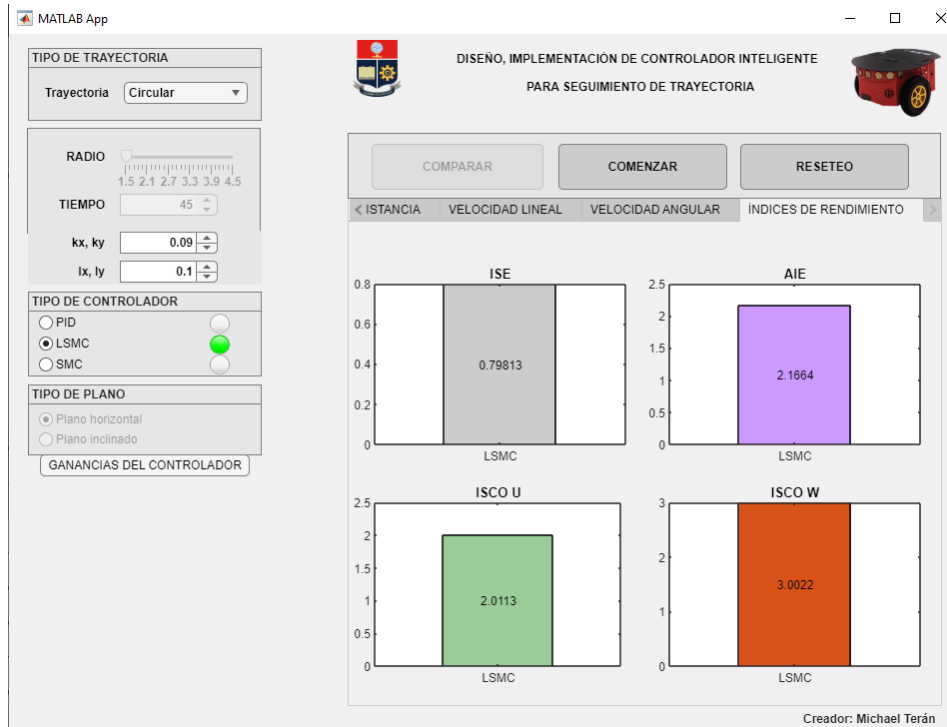 MATLAB App
TIPO DE TRAYECTORIA
Trayectoria Circular
RADIO
1.5 2.1 2.7 3.3 3.9 4.5
TIEMPO 45
kx, ky 0.09
lx, ly 0.1
TIPO DE CONTROLADOR
PID
LSMC
SMC
TIPO DE PLANO
Plano horizontal
Plano inclinado
GANANCIAS DEL CONTROLADOR
DISEÑO, IMPLEMENTACIÓN DE CONTROLADOR INTELIGENTE
PARA SEGUIMIENTO DE TRAYECTORIA
COMPARAR COMENZAR RESETEO
< ISTANCIA VELOCIDAD LINEAL VELOCIDAD ANGULAR ÍNDICES DE RENDIMIENTO >
ISE
0.8
0.6
0.4
0.2
0
0.79813
LSMC
AIE
2.5
2
1.5
1
0.5
0
2.1664
LSMC
ISCO U
2.5
2
1.5
1
0.5
0
2.0113
LSMC
ISCO W
3
2
1
0
3.0022
LSMC
Creador: Michael Terán